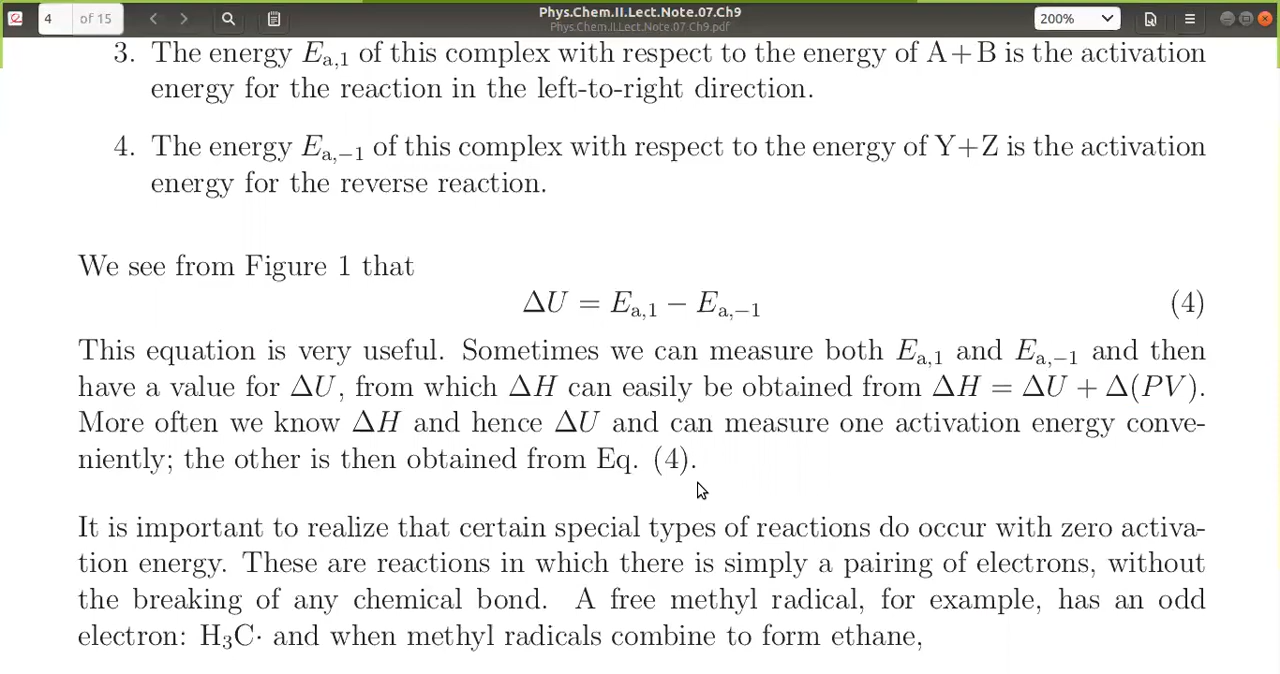 4 of 15
Phys.Chem.II.Lect.Note.07.Ch9
Phys.Chem.II.Lect.Note.07.Ch9.pdf
200%
3. The energy Eₐ,₁ of this complex with respect to the energy of A+B is the activation
energy for the reaction in the left-to-right direction.
4. The energy Eₐ,₋₁ of this complex with respect to the energy of Y+Z is the activation
energy for the reverse reaction.
We see from Figure 1 that
ΔU = Eₐ,₁ − Eₐ,₋₁ (4)
This equation is very useful. Sometimes we can measure both Eₐ,₁ and Eₐ,₋₁ and then
have a value for ΔU, from which ΔH can easily be obtained from ΔH = ΔU + Δ(PV).
More often we know ΔH and hence ΔU and can measure one activation energy conve-
niently; the other is then obtained from Eq. (4).
It is important to realize that certain special types of reactions do occur with zero activa-
tion energy. These are reactions in which there is simply a pairing of electrons, without
the breaking of any chemical bond. A free methyl radical, for example, has an odd
electron: H₃C· and when methyl radicals combine to form ethane,